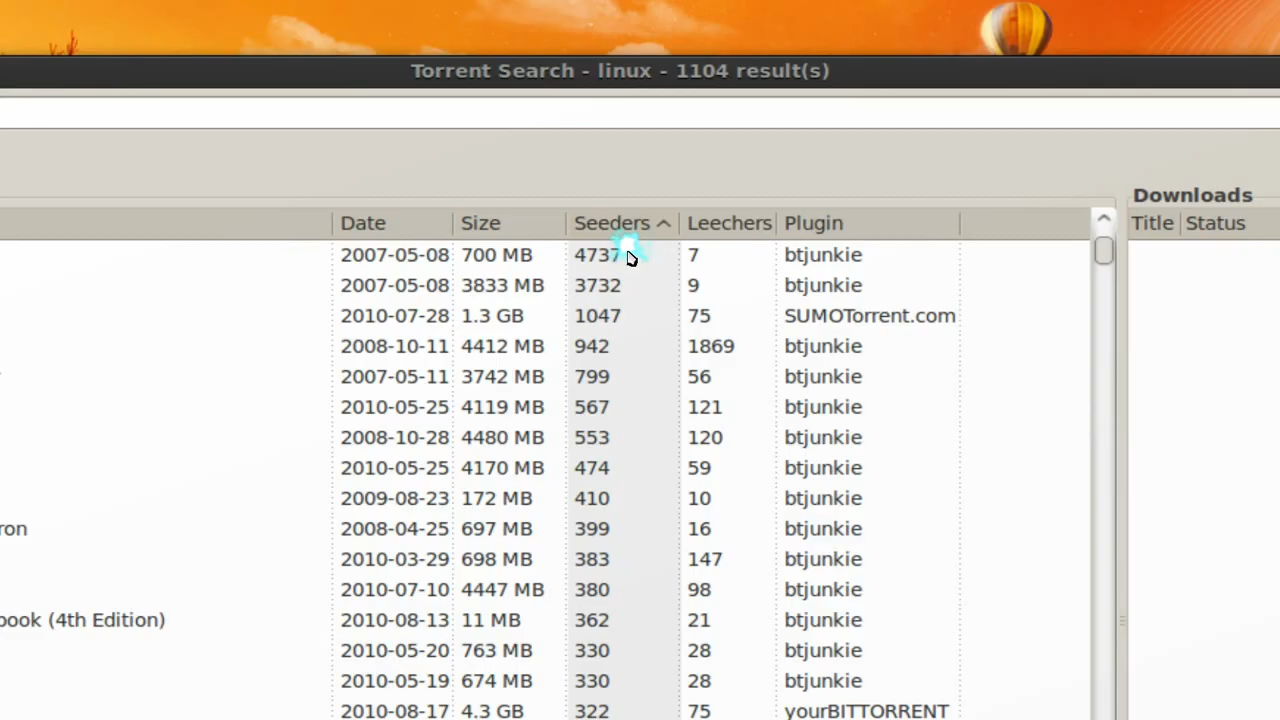 Torrent Search - linux - 1104 result(s)
Downloads
Date Size Seeders Leechers Plugin Title Status
2007-05-08 700 MB 4737 7 btjunkie
2007-05-08 3833 MB 3732 9 btjunkie
2010-07-28 1.3 GB 1047 75 SUMOTorrent.com
2008-10-11 4412 MB 942 1869 btjunkie
2007-05-11 3742 MB 799 56 btjunkie
2010-05-25 4119 MB 567 121 btjunkie
2008-10-28 4480 MB 553 120 btjunkie
2010-05-25 4170 MB 474 59 btjunkie
2009-08-23 172 MB 410 10 btjunkie
ron 2008-04-25 697 MB 399 16 btjunkie
2010-03-29 698 MB 383 147 btjunkie
2010-07-10 4447 MB 380 98 btjunkie
book (4th Edition) 2010-08-13 11 MB 362 21 btjunkie
2010-05-20 763 MB 330 28 btjunkie
2010-05-19 674 MB 330 28 btjunkie
2010-08-17 4.3 GB 322 75 yourBITTORRENT